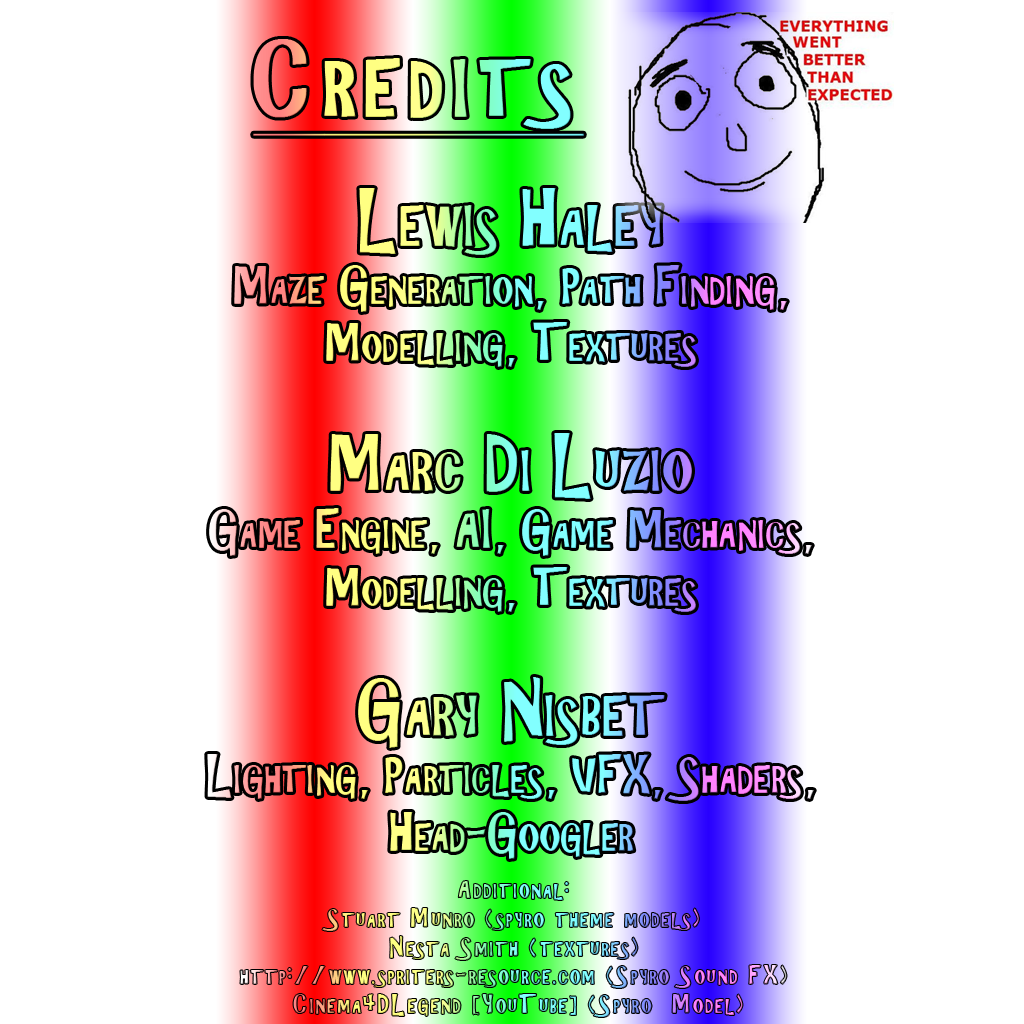 Credits
EVERYTHING
WENT
BETTER
THAN
EXPECTED
Lewis Haley
Maze Generation, Path Finding,
Modelling, Textures
Marc Di Luzio
Game Engine, AI, Game Mechanics,
Modelling, Textures
Gary Nisbet
Lighting, Particles, VFX, Shaders,
Head-Googler
Additional:
Stuart Munro (spyro theme models)
Nesta Smith (textures)
http://www.spriters-resource.com (Spyro Sound FX)
Cinema4DLegend [YouTube] (Spyro Model)